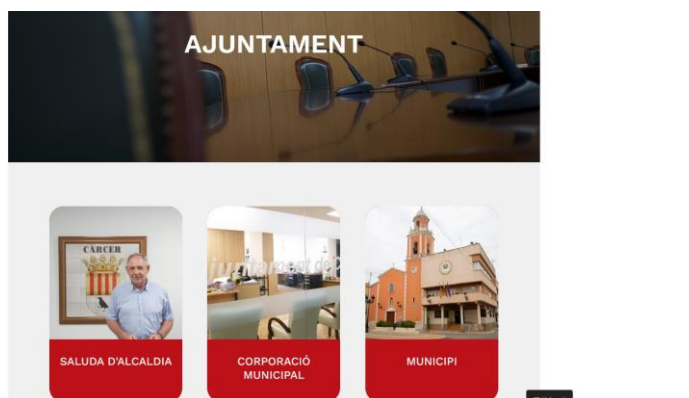 AJUNTAMENT
CÀRCER
SALUDA D'ALCALDIA
CORPORACIÓ
MUNICIPAL
MUNICIPI